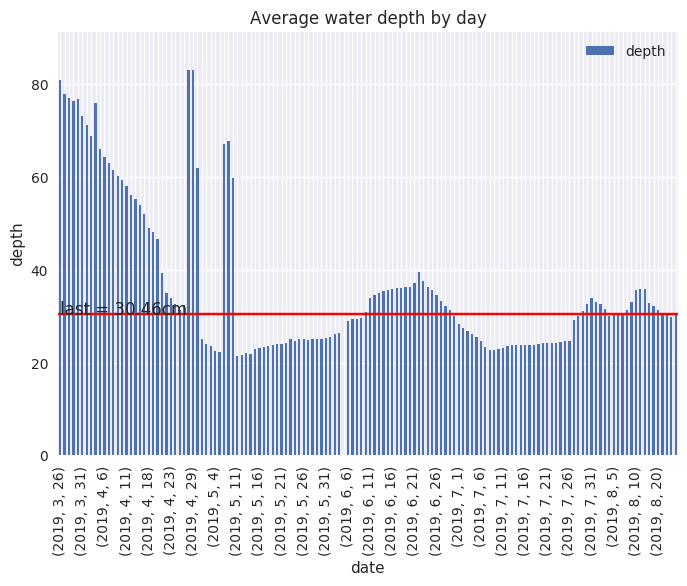 Average water depth by day
depth
80
60
40
20
0
depth
last = 30.46cm
(2019, 3, 26)
(2019, 3, 31)
(2019, 4, 6)
(2019, 4, 11)
(2019, 4, 18)
(2019, 4, 23)
(2019, 4, 29)
(2019, 5, 4)
(2019, 5, 11)
(2019, 5, 16)
(2019, 5, 21)
(2019, 5, 26)
(2019, 5, 31)
(2019, 6, 6)
(2019, 6, 11)
(2019, 6, 16)
(2019, 6, 21)
(2019, 6, 26)
(2019, 7, 1)
(2019, 7, 6)
(2019, 7, 11)
(2019, 7, 16)
(2019, 7, 21)
(2019, 7, 26)
(2019, 7, 31)
(2019, 8, 5)
(2019, 8, 10)
(2019, 8, 20)
date